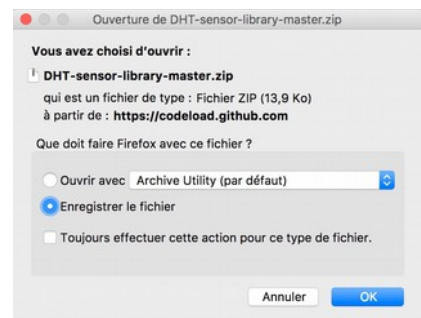 Ouverture de DHT-sensor-library-master.zip
Vous avez choisi d'ouvrir :
DHT-sensor-library-master.zip
qui est un fichier de type : Fichier ZIP (13,9 Ko)
à partir de : https://codeload.github.com
Que doit faire Firefox avec ce fichier ?
Ouvrir avec Archive Utility (par défaut)
Enregistrer le fichier
Toujours effectuer cette action pour ce type de fichier.
Annuler OK